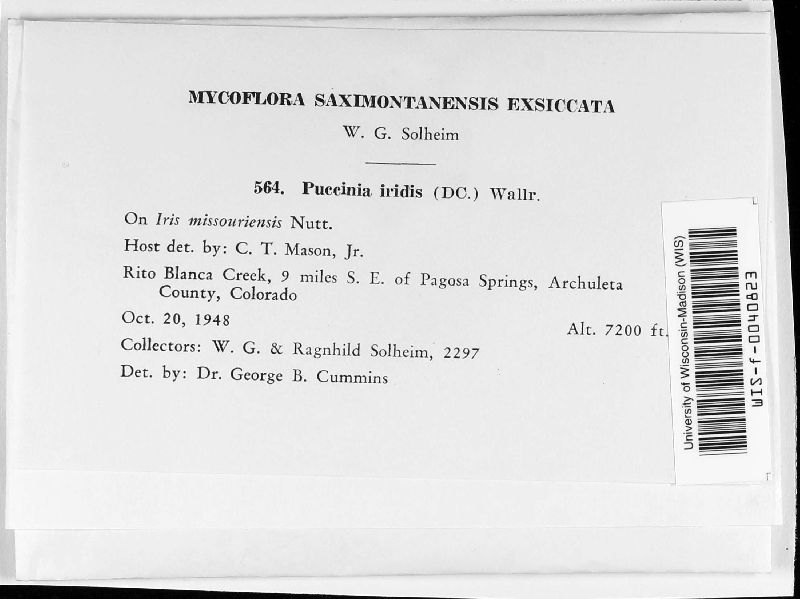 MYCOFLORA SAXIMONTANENSIS EXSICCATA
W. G. Solheim
564. Puccinia iridis (DC.) Wallr.
On Iris missouriensis Nutt.
Host det. by: C. T. Mason, Jr.
Rito Blanca Creek, 9 miles S. E. of Pagosa Springs, Archuleta
County, Colorado
Oct. 20, 1948
Alt. 7200 ft.
Collectors: W. G. & Ragnhild Solheim, 2297
Det. by: Dr. George B. Cummins
University of Wisconsin-Madison (WIS)
WIS-f-0040823